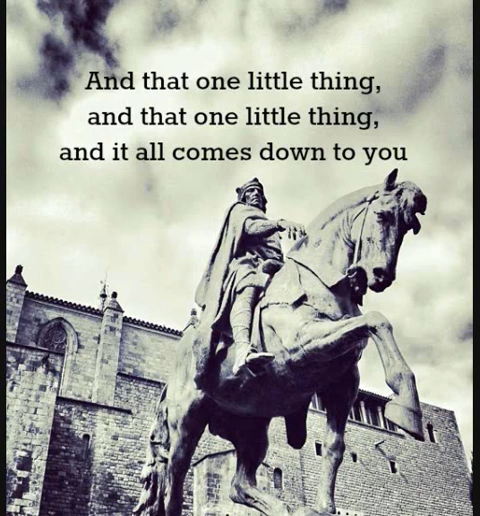 And that one little thing,
and that one little thing,
and it all comes down to you